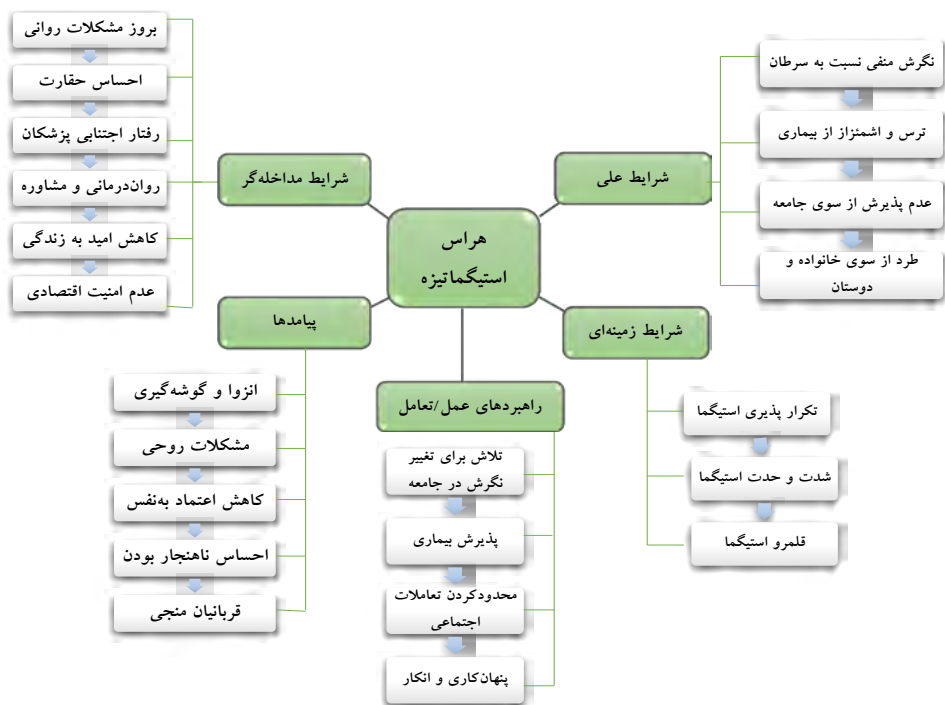 هراس
استیگماتیزه
شرایط علی
نگرش منفی نسبت به سرطان
ترس و اشمئزاز از بیماری
عدم پذیرش از سوی جامعه
طرد از سوی خانواده و
دوستان
شرایط زمینه‌ای
تکرار پذیری استیگما
شدت و حدت استیگما
قلمرو استیگما
راهبردهای عمل/تعامل
تلاش برای تغییر
نگرش در جامعه
پذیرش بیماری
محدودکردن تعاملات
اجتماعی
پنهان‌کاری و انکار
پیامدها
انزوا و گوشه‌گیری
مشکلات روحی
کاهش اعتماد به‌نفس
احساس ناهنجار بودن
قربانیان منجی
شرایط مداخله‌گر
بروز مشکلات روانی
احساس حقارت
رفتار اجتنابی پزشکان
روان‌درمانی و مشاوره
کاهش امید به زندگی
عدم امنیت اقتصادی